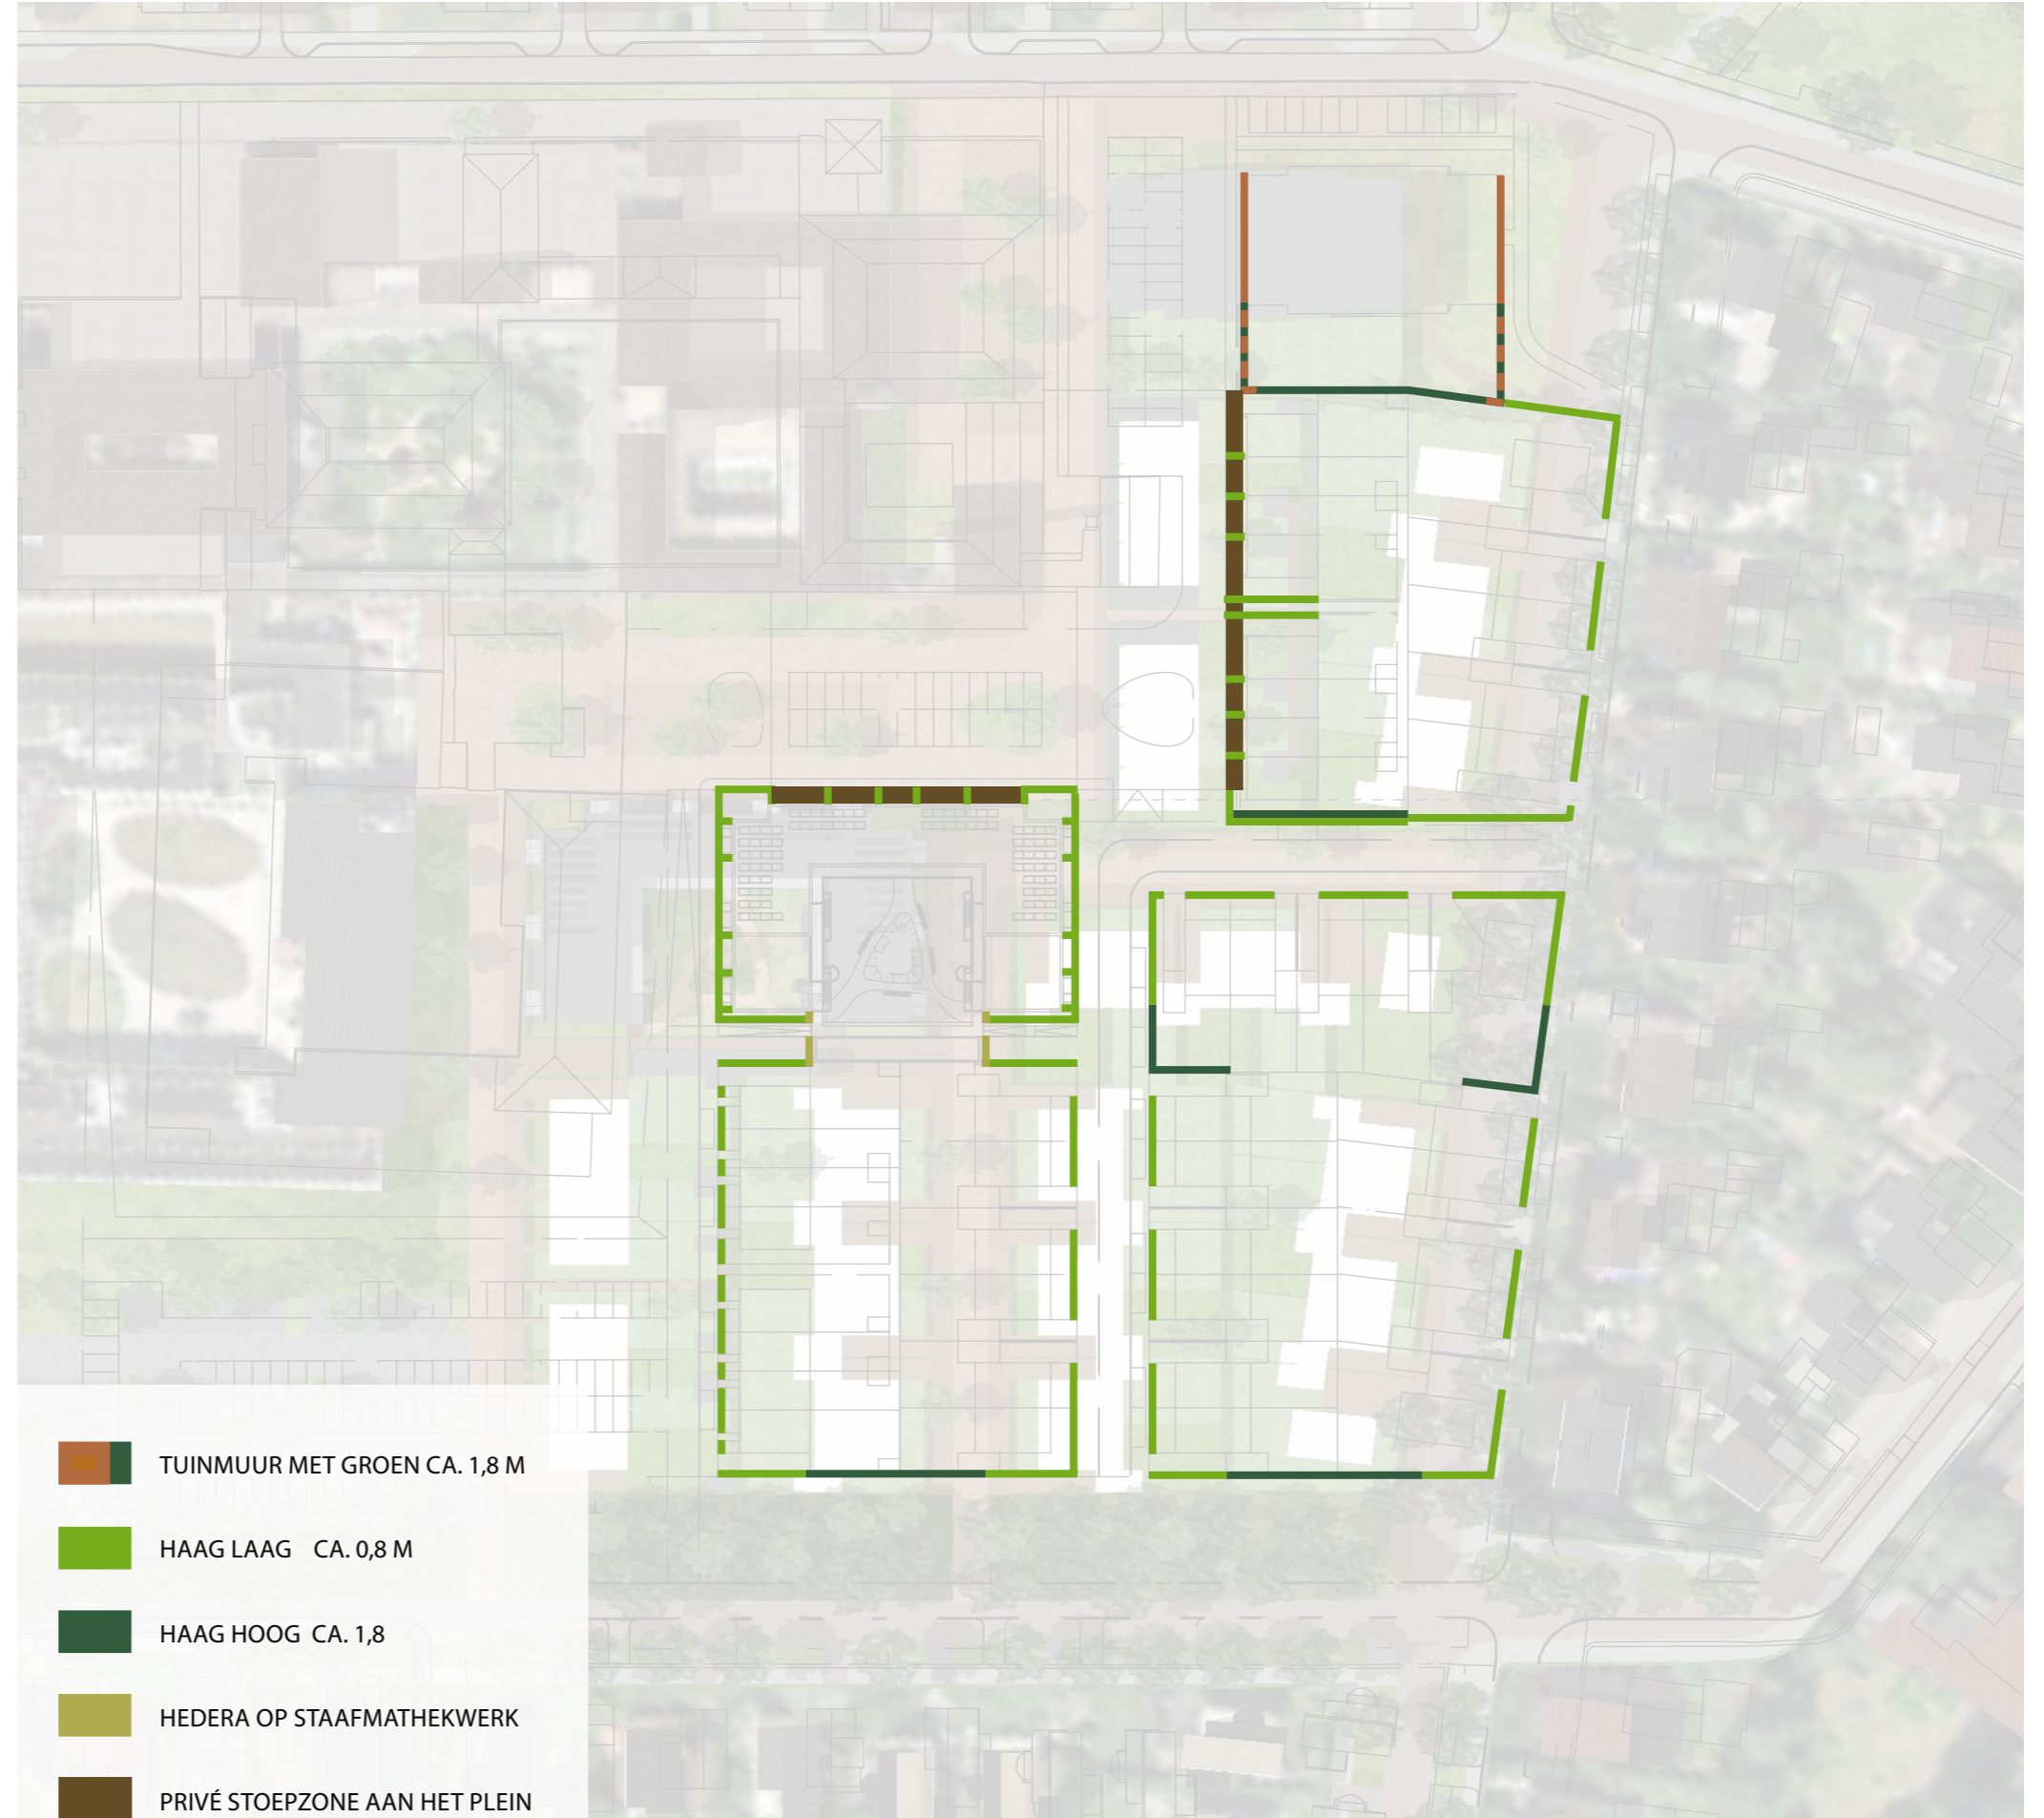 TUINMUUR MET GROEN CA. 1,8 M
HAAG LAAG CA. 0,8 M
HAAG HOOG CA. 1,8
HEDERA OP STAAFMATHEKWERK
PRIVÉ STOEPZONE AAN HET PLEIN